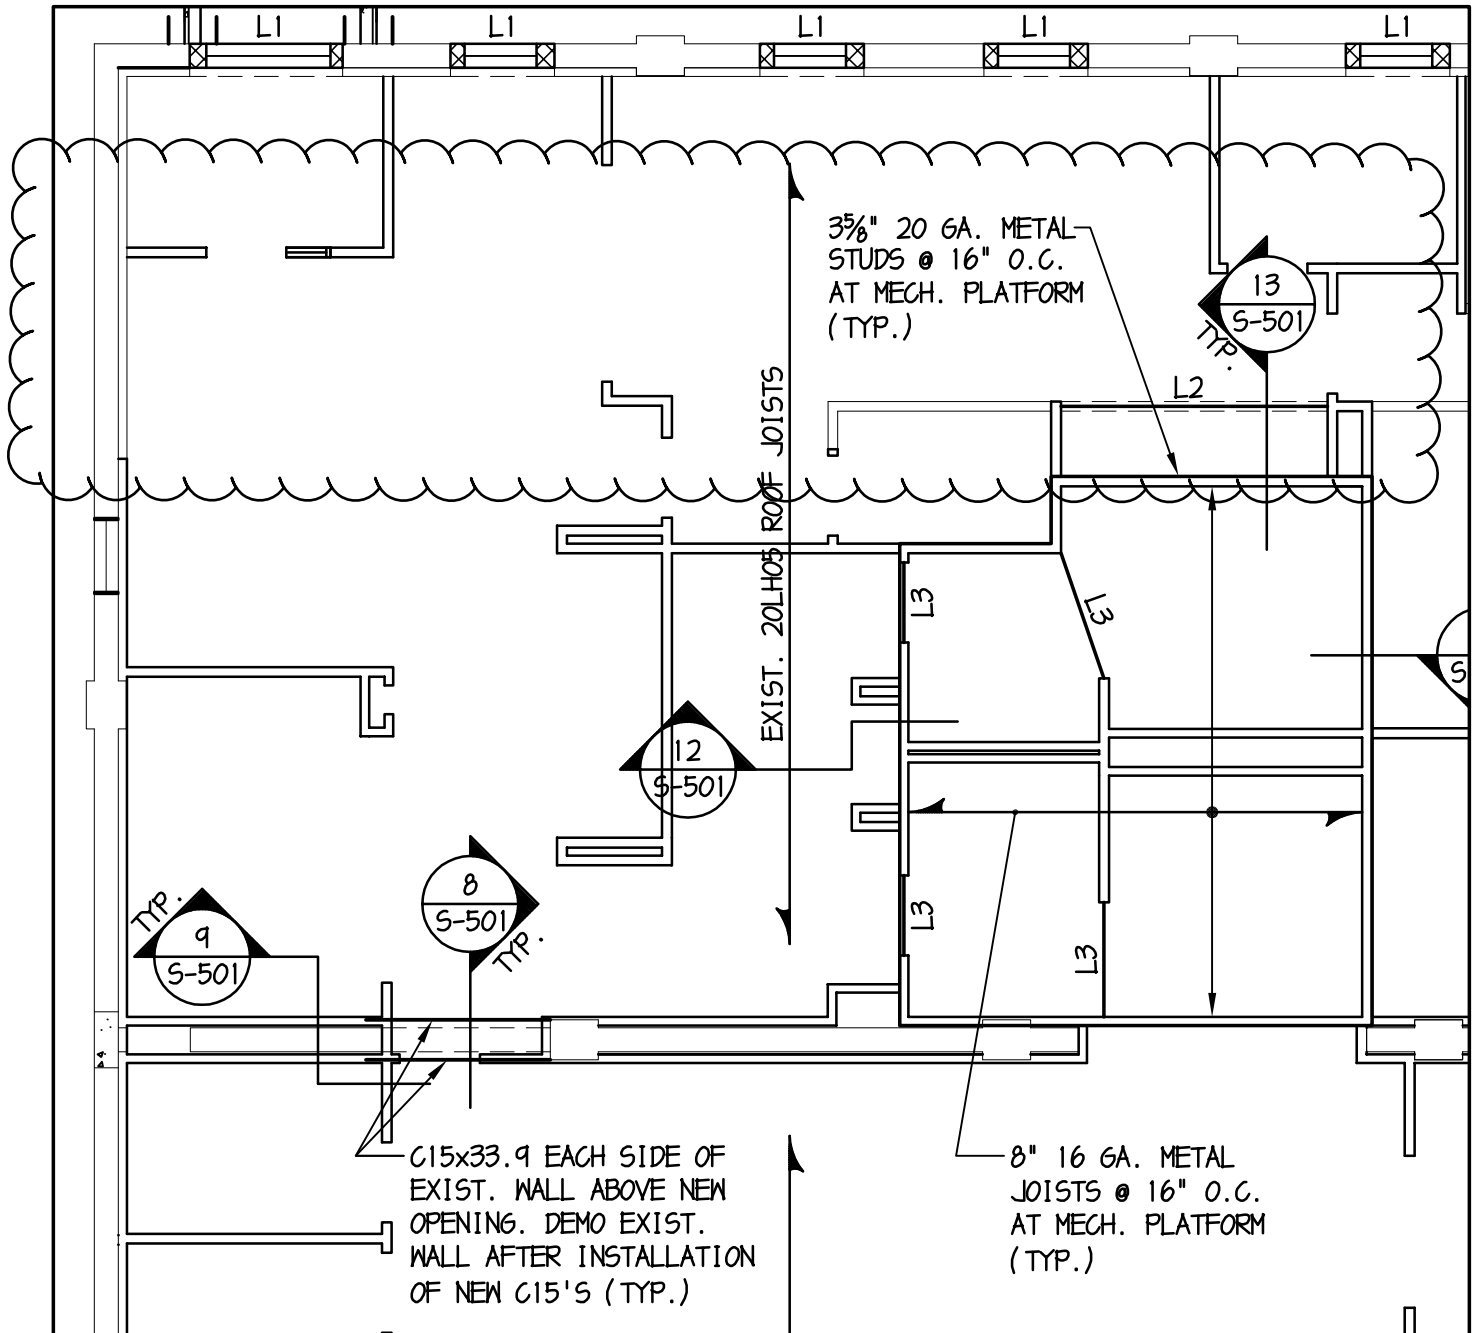 L1
L1
L1
L1
L1
3⅝" 20 GA. METAL
STUDS @ 16" O.C.
AT MECH. PLATFORM
(TYP.)
13
S-501
TYP.
L2
EXIST. 20LH05 ROOF JOISTS
L3
L3
S
12
S-501
8
S-501
TYP.
TYP.
9
S-501
L3
L3
C15x33.9 EACH SIDE OF
EXIST. WALL ABOVE NEW
OPENING. DEMO EXIST.
WALL AFTER INSTALLATION
OF NEW C15'S (TYP.)
8" 16 GA. METAL
JOISTS @ 16" O.C.
AT MECH. PLATFORM
(TYP.)